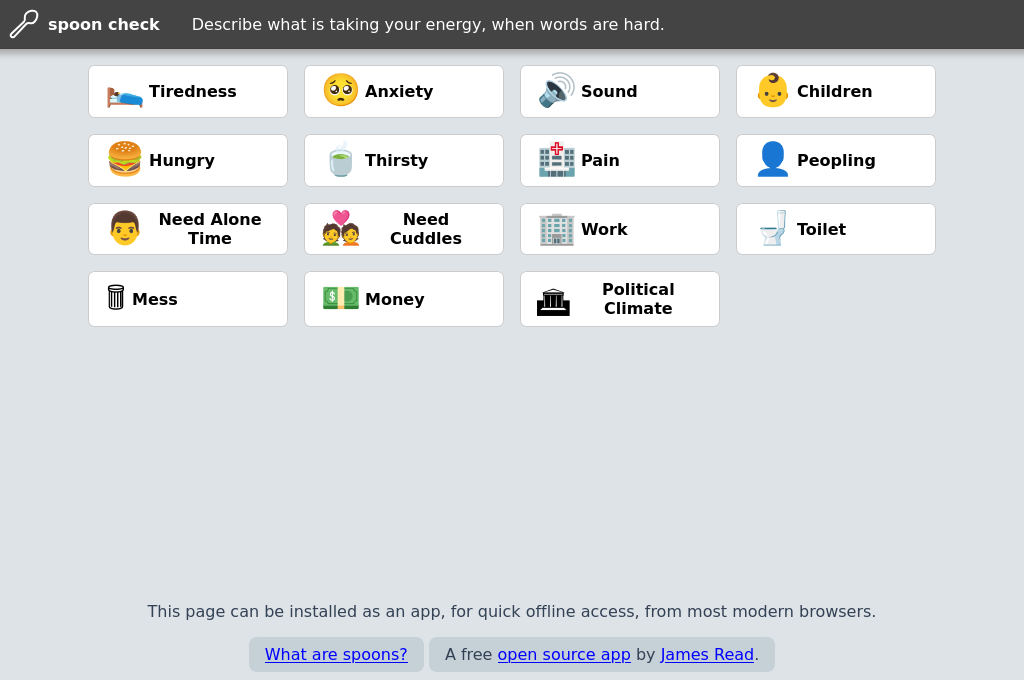 spoon check
Describe what is taking your energy, when words are hard.
Tiredness
Anxiety
Sound
Children
Hungry
Thirsty
Pain
Peopling
Need Alone
Time
Need
Cuddles
Work
Toilet
Mess
Money
Political
Climate
This page can be installed as an app, for quick offline access, from most modern browsers.
What are spoons?
A free open source app by James Read.